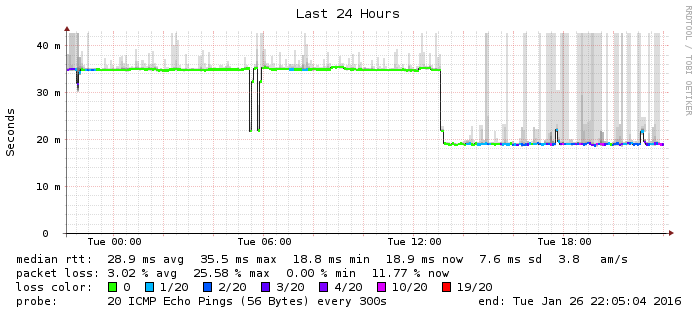 Last 24 Hours
RRDTOOL / TOBI OETIKER
Seconds
40 m
30 m
20 m
10 m
0
Tue 00:00 Tue 06:00 Tue 12:00 Tue 18:00
median rtt: 28.9 ms avg 35.5 ms max 18.8 ms min 18.9 ms now 7.6 ms sd 3.8 am/s
packet loss: 3.02 % avg 25.58 % max 0.00 % min 11.77 % now
loss color: 0 1/20 2/20 3/20 4/20 10/20 19/20
probe: 20 ICMP Echo Pings (56 Bytes) every 300s end: Tue Jan 26 22:05:04 2016